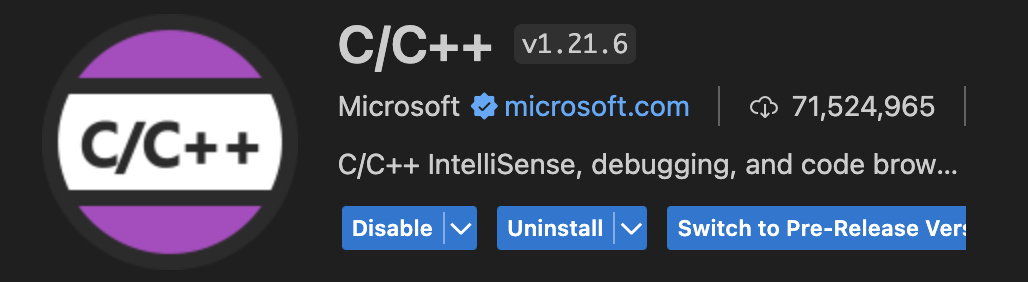 C/C++
C/C++ v1.21.6
Microsoft microsoft.com 71,524,965
C/C++ IntelliSense, debugging, and code brow...
Disable Uninstall Switch to Pre-Release Vers